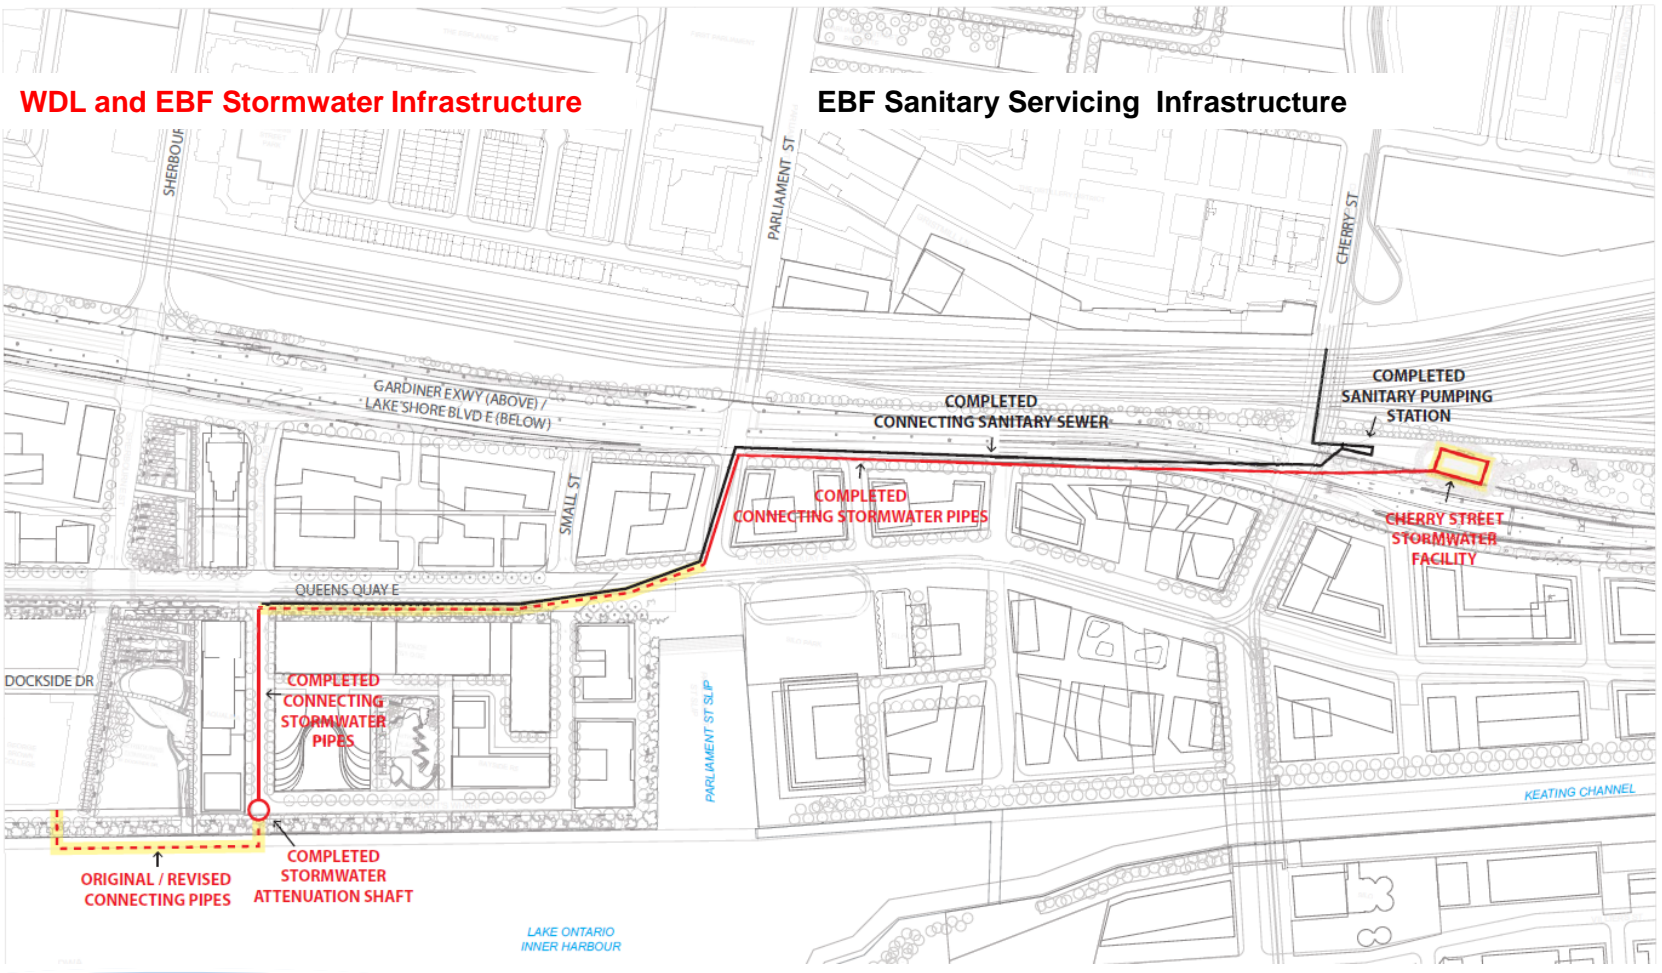 WDL and EBF Stormwater Infrastructure
EBF Sanitary Servicing Infrastructure
SHERBOUR
PARLIAMENT ST
CHERRY ST
GARDINER EXWY (ABOVE) /
LAKE SHORE BLVD E (BELOW)
COMPLETED
CONNECTING SANITARY SEWER
COMPLETED
SANITARY PUMPING
STATION
SMALL ST
COMPLETED
CONNECTING STORMWATER PIPES
CHERRY STREET
STORMWATER
FACILITY
QUEENS QUAY E
DOCKSIDE DR
COMPLETED
CONNECTING
STORMWATER
PIPES
PARLIAMENT ST SLIP
KEATING CHANNEL
ORIGINAL / REVISED
CONNECTING PIPES
COMPLETED
STORMWATER
ATTENUATION SHAFT
LAKE ONTARIO
INNER HARBOUR